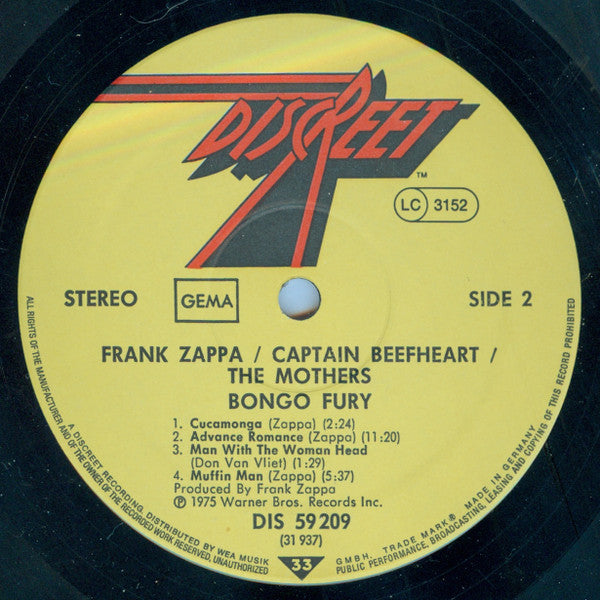 DISCREET
™
LC 3152
STEREO
GEMA
SIDE 2
FRANK ZAPPA / CAPTAIN BEEFHEART /
THE MOTHERS
BONGO FURY
1. Cucamonga (Zappa) (2:24)
2. Advance Romance (Zappa) (11:20)
3. Man With The Woman Head
(Don Van Vliet) (1:29)
4. Muffin Man (Zappa) (5:37)
Produced By Frank Zappa
℗ 1975 Warner Bros. Records Inc.
DIS 59209
(31 937)
33
ALL RIGHTS OF THE MANUFACTURER AND OF THE OWNER OF THE RECORDED WORK RESERVED. UNAUTHORIZED
PUBLIC PERFORMANCE, BROADCASTING, LEASING AND COPYING OF THIS RECORD PROHIBITED
A DISCREET RECORDING, DISTRIBUTED BY WEA MUSIK
GMBH, TRADE MARK® MADE IN GERMANY